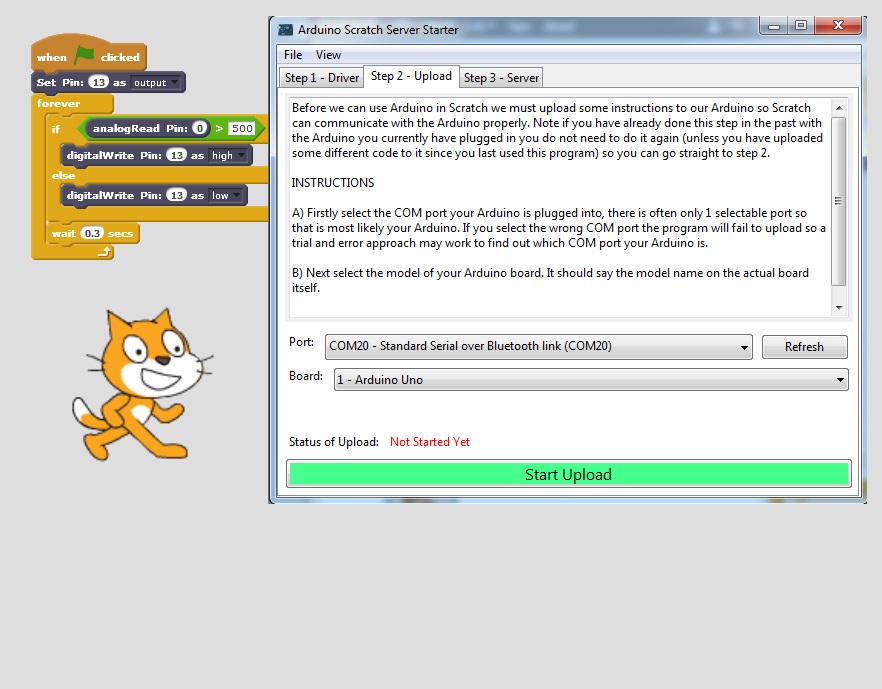 when clicked
Set Pin: 13 as output
forever
if analogRead Pin: 0 > 500
digitalWrite Pin: 13 as high
else
digitalWrite Pin: 13 as low
wait 0.3 secs
Arduino Scratch Server Starter
File View
Step 1 - Driver Step 2 - Upload Step 3 - Server
Before we can use Arduino in Scratch we must upload some instructions to our Arduino so Scratch
can communicate with the Arduino properly. Note if you have already done this step in the past with
the Arduino you currently have plugged in you do not need to do it again (unless you have uploaded
some different code to it since you last used this program) so you can go straight to step 2.
INSTRUCTIONS
A) Firstly select the COM port your Arduino is plugged into, there is often only 1 selectable port so
that is most likely your Arduino. If you select the wrong COM port the program will fail to upload so a
trial and error approach may work to find out which COM port your Arduino is.
B) Next select the model of your Arduino board. It should say the model name on the actual board
itself.
Port: COM20 - Standard Serial over Bluetooth link (COM20) Refresh
Board: 1 - Arduino Uno
Status of Upload: Not Started Yet
Start Upload